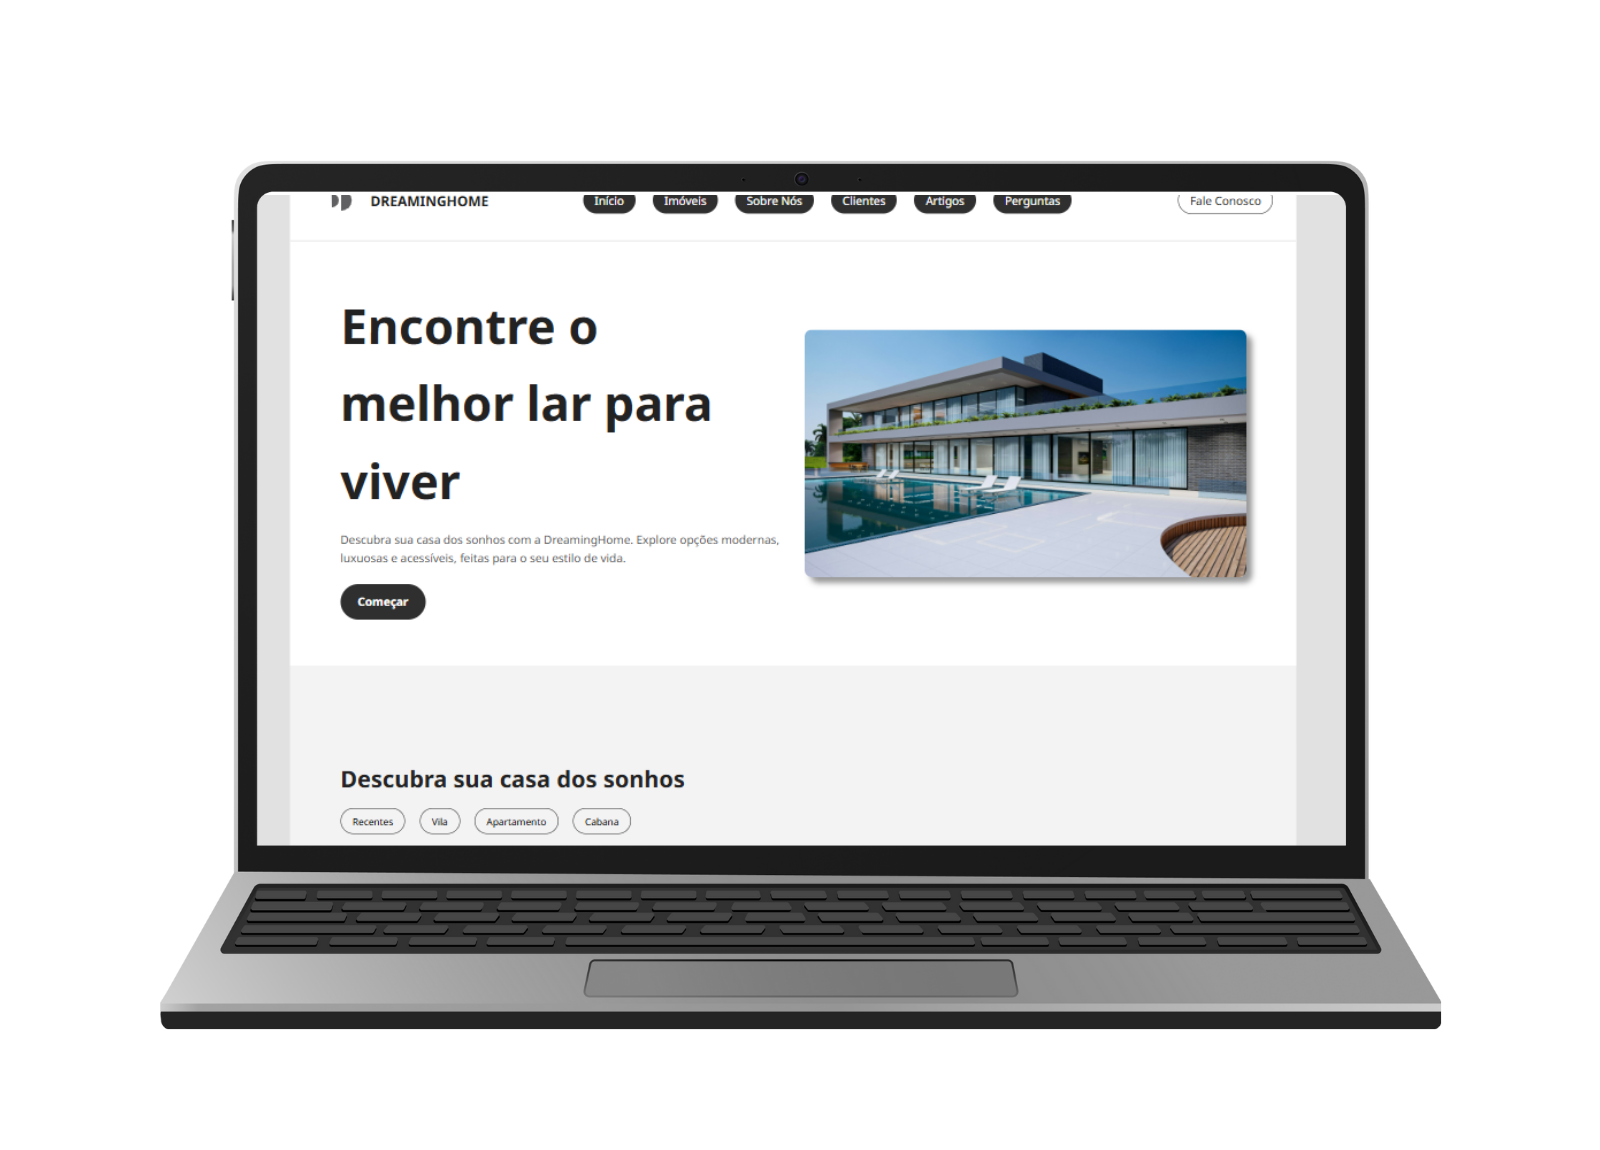 DREAMINGHOME
Início
Imóveis
Sobre Nós
Clientes
Artigos
Perguntas
Fale Conosco
Encontre o
melhor lar para
viver
Descubra sua casa dos sonhos com a DreamingHome. Explore opções modernas,
luxuosas e acessíveis, feitas para o seu estilo de vida.
Começar
Descubra sua casa dos sonhos
Recentes
Vila
Apartamento
Cabana